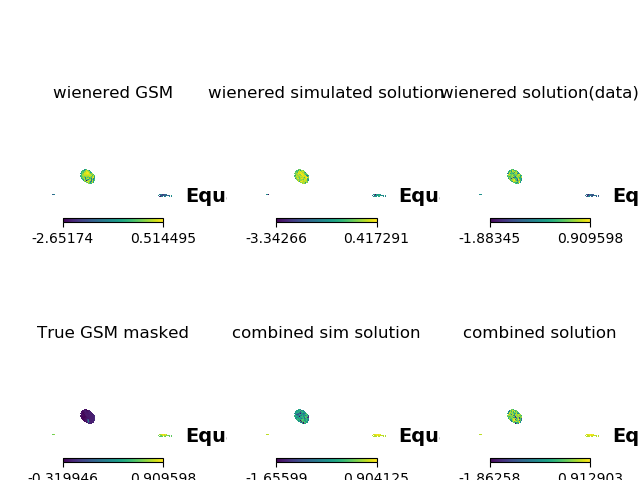 wienered GSM wienered simulated solution wienered solution(data)
Equ Equ Eq
-2.65174 0.514495 -3.34266 0.417291 -1.88345 0.909598
True GSM masked combined sim solution combined solution
Equ Equ Eq
-0.319946 0.909598 -1.65599 0.904125 -1.86258 0.912903